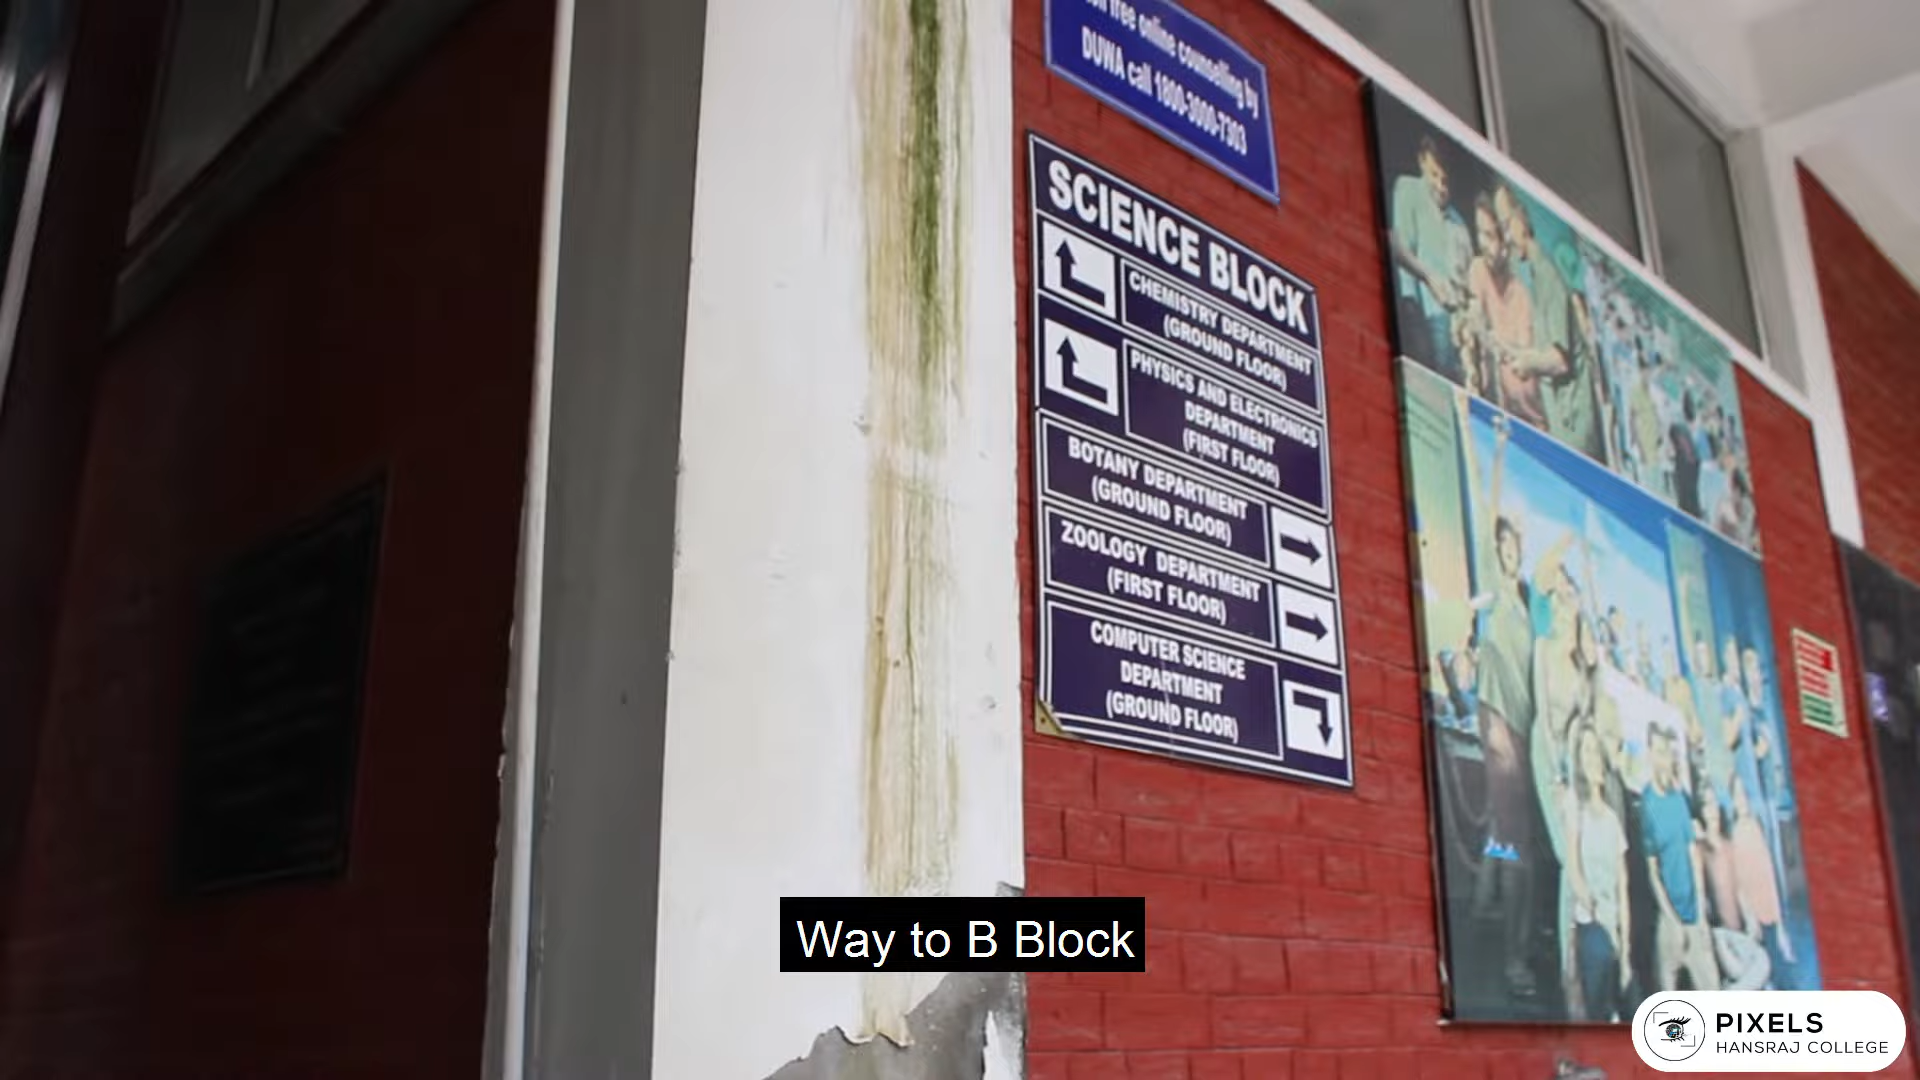 free online counselling by
DUWA call 1800-3000-7303
SCIENCE BLOCK
CHEMISTRY DEPARTMENT
(GROUND FLOOR)
PHYSICS AND ELECTRONICS
DEPARTMENT
(FIRST FLOOR)
BOTANY DEPARTMENT
(GROUND FLOOR)
ZOOLOGY DEPARTMENT
(FIRST FLOOR)
COMPUTER SCIENCE
DEPARTMENT
(GROUND FLOOR)
Way to B Block
PIXELS
HANSRAJ COLLEGE